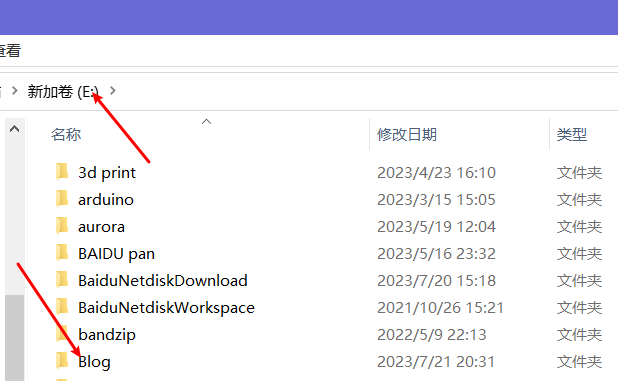 查看
新加卷 (E:)
名称 修改日期 类型
3d print 2023/4/23 16:10 文件夹
arduino 2023/3/15 15:05 文件夹
aurora 2023/5/19 12:04 文件夹
BAIDU pan 2023/5/16 23:32 文件夹
BaiduNetdiskDownload 2023/7/20 15:18 文件夹
BaiduNetdiskWorkspace 2021/10/26 15:21 文件夹
bandzip 2022/5/9 22:13 文件夹
Blog 2023/7/21 20:31 文件夹